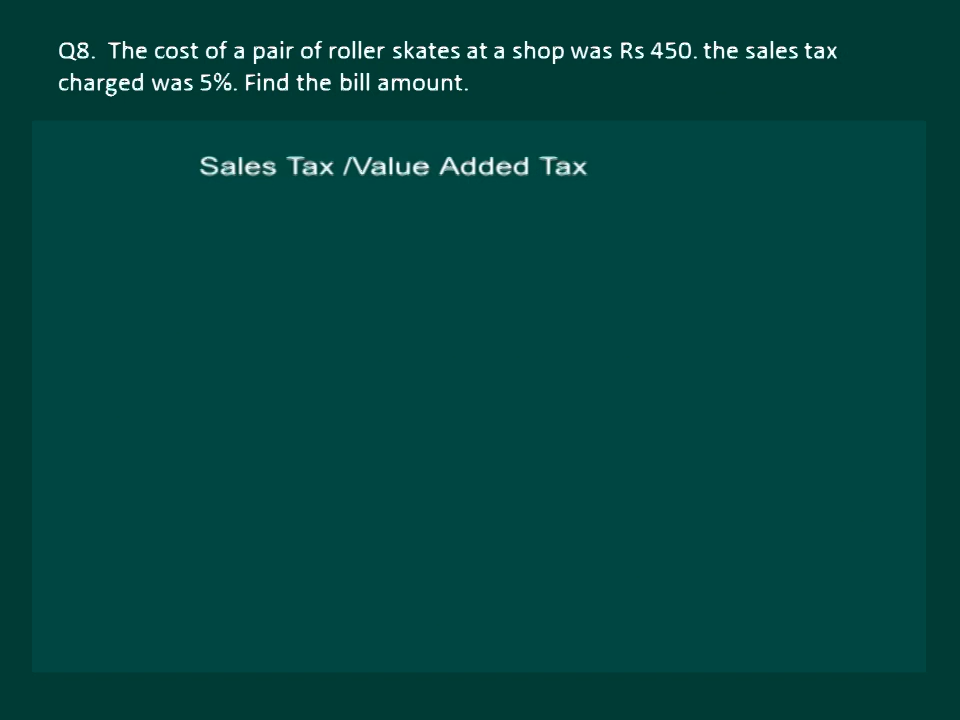 Q8. The cost of a pair of roller skates at a shop was Rs 450. the sales tax
charged was 5%. Find the bill amount.
Sales Tax /Value Added Tax